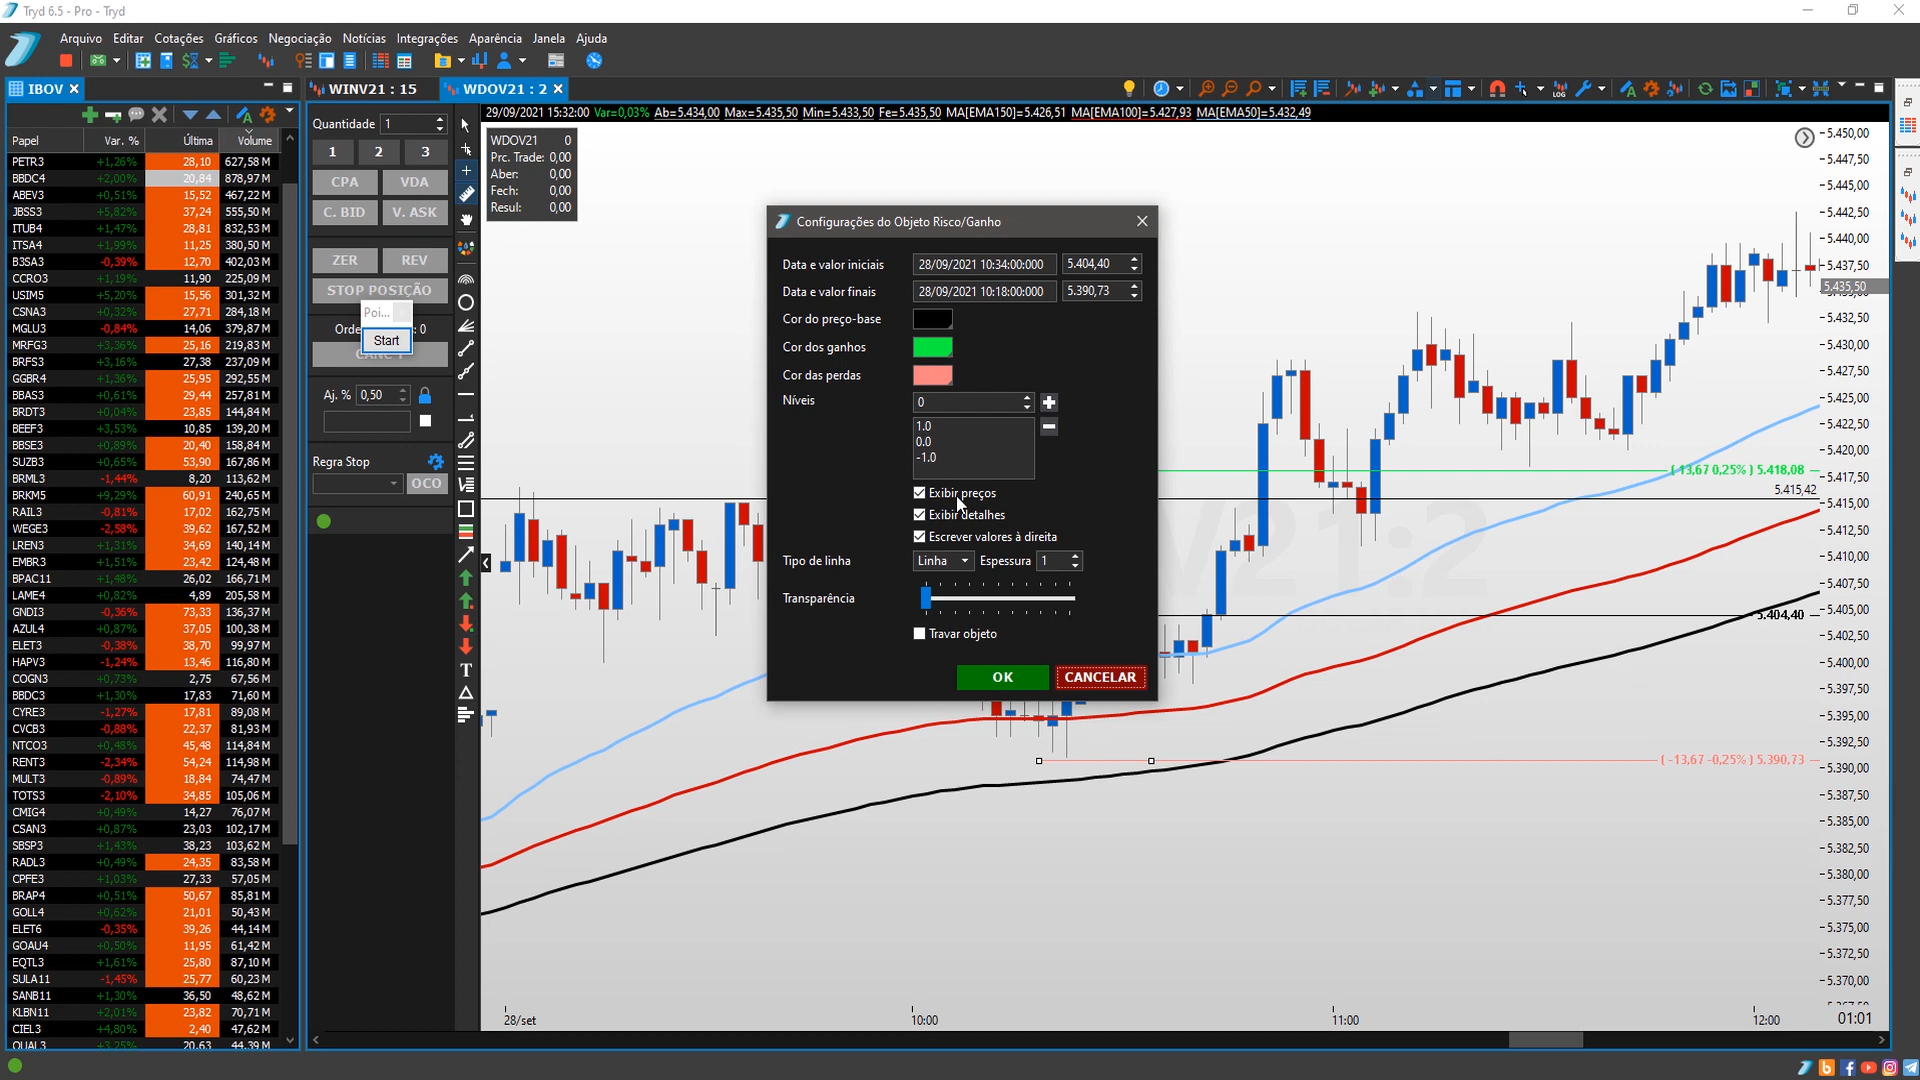 Tryd 6.5 - Pro - Tryd
Arquivo Editar Cotações Gráficos Negociação Notícias Integrações Aparência Janela Ajuda
IBOV
WINV21 : 15
WDOV21 : 2
Papel Var. % Última Volume
PETR3 +1,26% 28,10 627,58 M
BBDC4 +2,00% 20,84 878,97 M
ABEV3 +0,51% 15,52 467,22 M
JBSS3 +5,82% 37,24 555,50 M
ITUB4 +1,47% 28,81 832,53 M
ITSA4 +1,99% 11,25 380,50 M
B3SA3 -0,39% 12,70 402,03 M
CCRO3 +1,19% 11,90 225,09 M
USIM5 +5,20% 15,56 301,32 M
CSNA3 +0,32% 27,71 284,18 M
MGLU3 -0,84% 14,06 379,87 M
MRFG3 +3,36% 25,16 219,83 M
BRFS3 +3,16% 27,38 237,09 M
GGBR4 +1,36% 25,95 292,55 M
BBAS3 +0,61% 29,44 257,81 M
BRDT3 +0,04% 23,85 144,84 M
BEEF3 +3,53% 10,85 139,20 M
BBSE3 +0,89% 20,40 158,84 M
SUZB3 +0,65% 53,90 167,86 M
BRML3 -1,44% 8,20 113,62 M
BRKM5 +9,29% 60,91 240,65 M
RAIL3 -0,81% 17,02 162,75 M
WEGE3 -2,58% 39,62 167,52 M
LREN3 +1,31% 34,69 140,14 M
EMBR3 +1,51% 23,42 124,48 M
BPAC11 +1,48% 26,02 166,71 M
LAME4 +0,82% 4,89 205,58 M
GNDI3 -0,36% 73,33 136,37 M
AZUL4 +0,87% 37,05 100,38 M
ELET3 -0,38% 38,70 99,97 M
HAPV3 -1,24% 13,46 116,80 M
COGN3 +0,73% 2,75 67,56 M
BBDC3 +1,30% 17,83 71,60 M
CYRE3 -1,27% 17,81 89,08 M
CVCB3 -0,88% 22,37 81,93 M
NTCO3 +0,48% 45,48 114,84 M
RENT3 -2,34% 54,24 114,98 M
MULT3 -0,89% 18,84 74,47 M
TOTS3 -2,10% 34,85 105,06 M
CMIG4 +0,49% 14,27 76,07 M
CSAN3 +0,87% 23,03 102,17 M
SBSP3 +1,43% 38,23 103,62 M
RADL3 +0,49% 24,35 83,58 M
CPFE3 +1,03% 27,33 57,05 M
BRAP4 +0,51% 50,67 85,81 M
GOLL4 +0,62% 21,01 50,43 M
ELET6 -0,35% 39,26 44,14 M
GOAU4 +0,50% 11,95 61,42 M
EQTL3 +1,61% 25,80 87,10 M
SULA11 -1,45% 25,77 60,23 M
SANB11 +1,30% 36,50 48,62 M
KLBN11 +2,01% 23,82 70,71 M
CIEL3 +4,80% 2,40 47,62 M
QUAL3 +3,25% 20,63 44,39 M
Quantidade 1
1 2 3
CPA VDA
C. BID V. ASK
ZER REV
STOP POSIÇÃO
Poi...
Start
: 0
Aj. % 0,50
Regra Stop
OCO
LOG
T
29/09/2021 15:32:00 Var=0,03% Ab=5.434,00 Max=5.435,50 Min=5.433,50 Fe=5.435,50 MA[EMA150]=5.426,51 MA[EMA100]=5.427,93 MA[EMA50]=5.432,49
WDOV21 0
Prc. Trade: 0,00
Aber: 0,00
Fech: 0,00
Resul: 0,00
Configurações do Objeto Risco/Ganho
Data e valor iniciais 28/09/2021 10:34:00:000 5.404,40
Data e valor finais 28/09/2021 10:18:00:000 5.390,73
Cor do preço-base
Cor dos ganhos
Cor das perdas
Níveis 0
1.0
0.0
-1.0
Exibir preços
Exibir detalhes
Escrever valores à direita
Tipo de linha Linha Espessura 1
Transparência
Travar objeto
OK CANCELAR
V21:2
( 13,67 0,25% ) 5.418,08
5.415,42
5.404,40
( -13,67 -0,25% ) 5.390,73
5.450,00
5.447,50
5.445,00
5.442,50
5.440,00
5.437,50
5.435,50
5.432,50
5.430,00
5.427,50
5.425,00
5.422,50
5.420,00
5.417,50
5.415,00
5.412,50
5.410,00
5.407,50
5.405,00
5.402,50
5.400,00
5.397,50
5.395,00
5.392,50
5.390,00
5.387,50
5.385,00
5.382,50
5.380,00
5.377,50
5.375,00
5.372,50
5.370,00
28/set 10:00 11:00 12:00 01:01